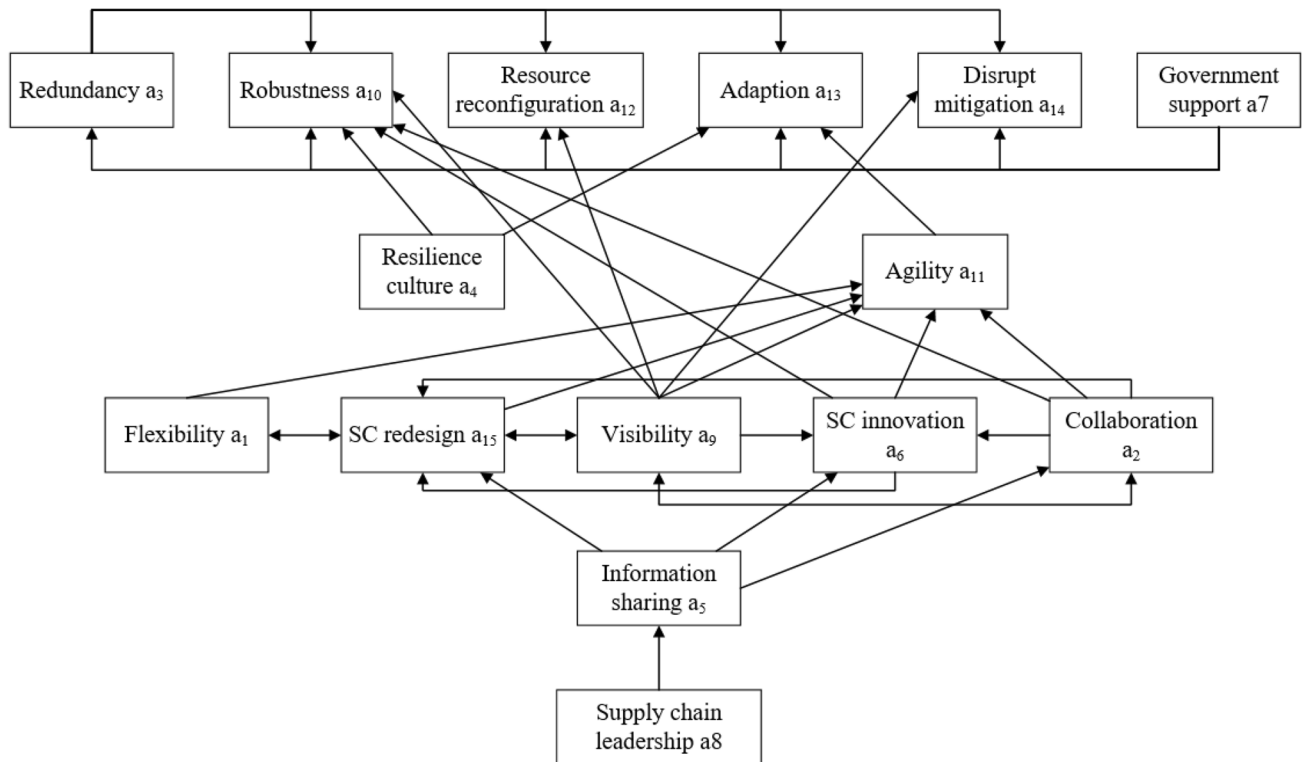 Redundancy a₃
Robustness a₁₀
Resource
reconfiguration a₁₂
Adaption a₁₃
Disrupt
mitigation a₁₄
Government
support a7
Resilience
culture a₄
Agility a₁₁
Flexibility a₁
SC redesign a₁₅
Visibility a₉
SC innovation
a₆
Collaboration
a₂
Information
sharing a₅
Supply chain
leadership a8